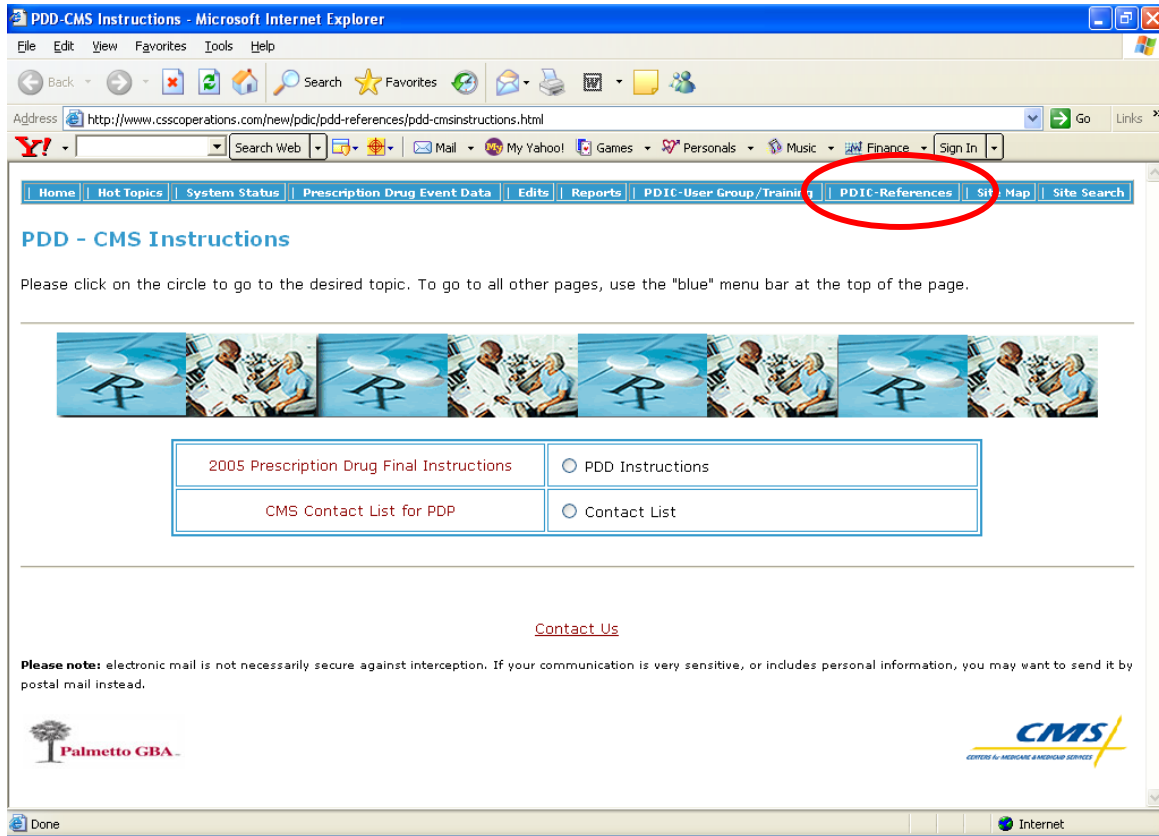 PDD-CMS Instructions - Microsoft Internet Explorer
File Edit View Favorites Tools Help
Back Search Favorites
Address http://www.csscoperations.com/new/pdic/pdd-references/pdd-cmsinstructions.html Go Links »
Y! Search Web Mail My Yahoo! Games Personals Music Finance Sign In
| Home | Hot Topics | System Status | Prescription Drug Event Data | Edits | Reports | PDIC-User Group/Training | PDIC-References | Site Map | Site Search
PDD - CMS Instructions
Please click on the circle to go to the desired topic. To go to all other pages, use the "blue" menu bar at the top of the page.
2005 Prescription Drug Final Instructions PDD Instructions
CMS Contact List for PDP Contact List
Contact Us
Please note: electronic mail is not necessarily secure against interception. If your communication is very sensitive, or includes personal information, you may want to send it by
postal mail instead.
Palmetto GBA
CMS
CENTERS for MEDICARE & MEDICAID SERVICES
Done Internet